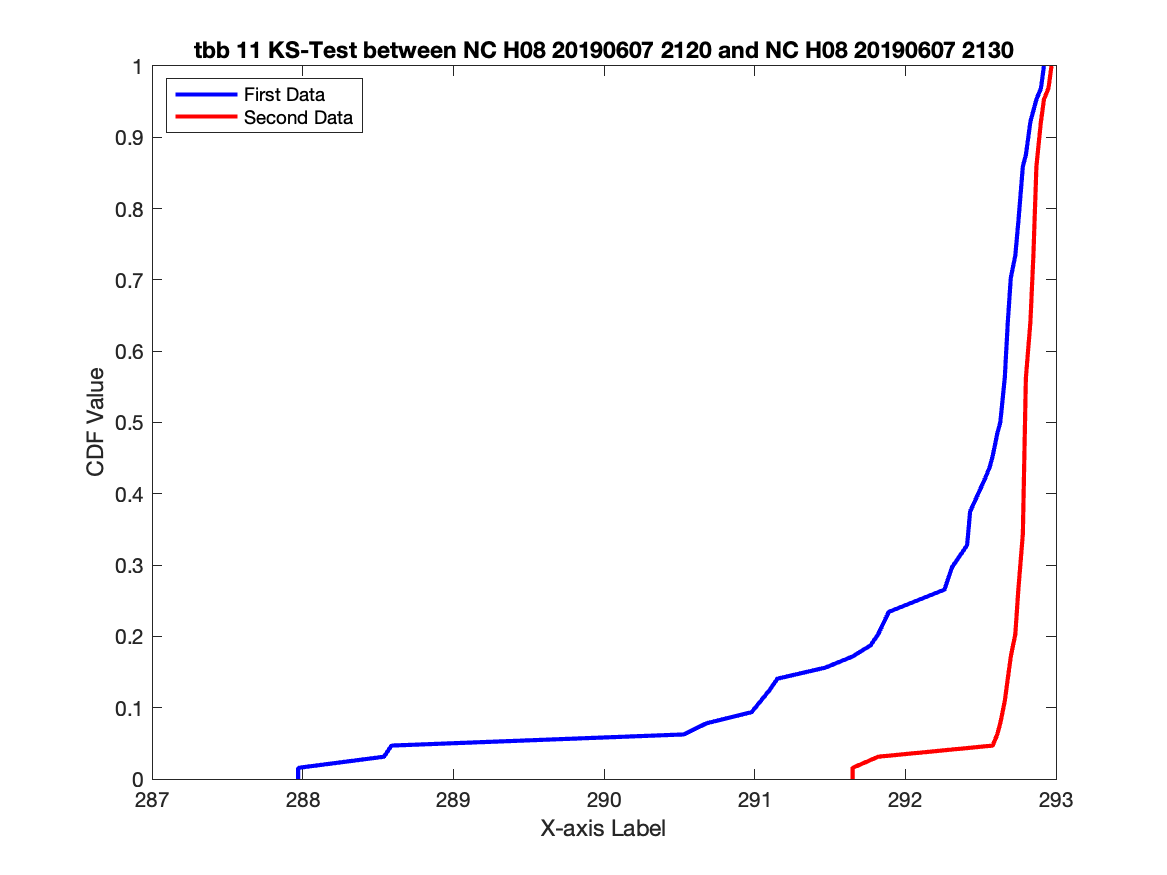 tbb 11 KS-Test between NC H08 20190607 2120 and NC H08 20190607 2130
First Data
Second Data
1
0.9
0.8
0.7
0.6
0.5
0.4
0.3
0.2
0.1
0
CDF Value
287 288 289 290 291 292 293
X-axis Label